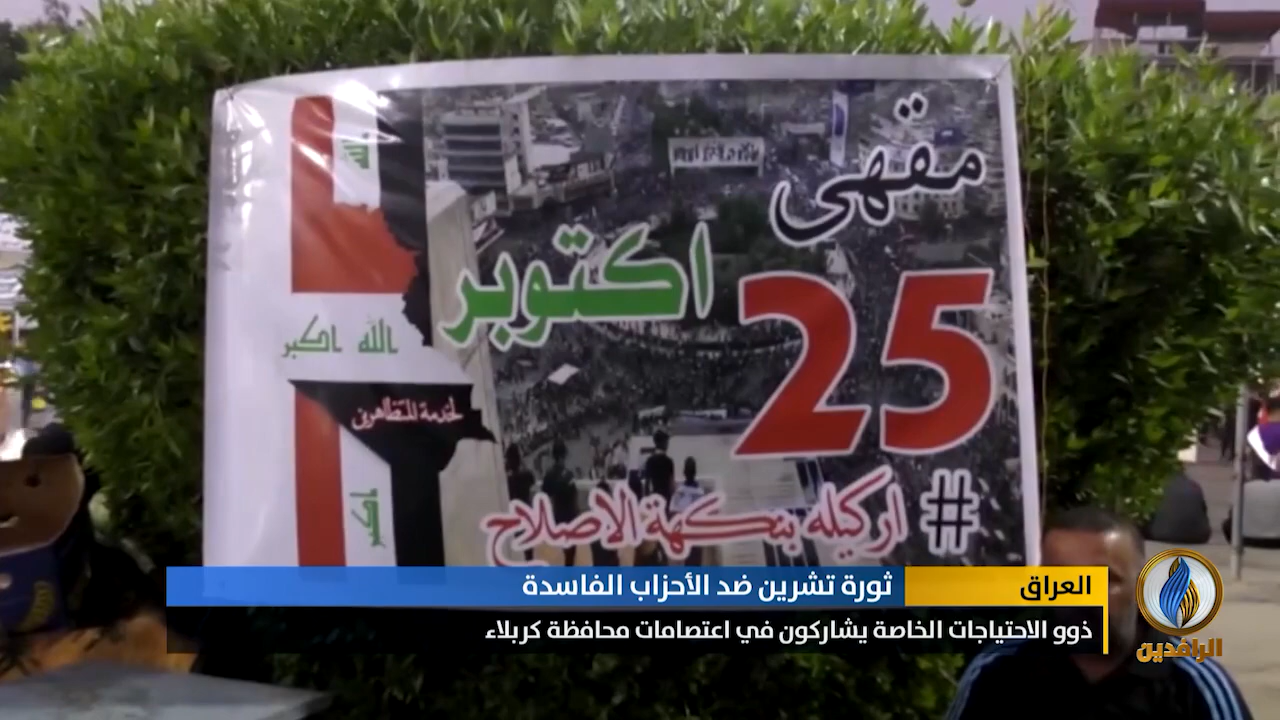 مقهى
25 اكتوبر
# اركيله بنكهة الاصلاح
الله
الله اكبر
لخدمة المتظاهرين
اكبر
العراق
ثورة تشرين ضد الأحزاب الفاسدة
ذوو الاحتياجات الخاصة يشاركون في اعتصامات محافظة كربلاء
الرافدين